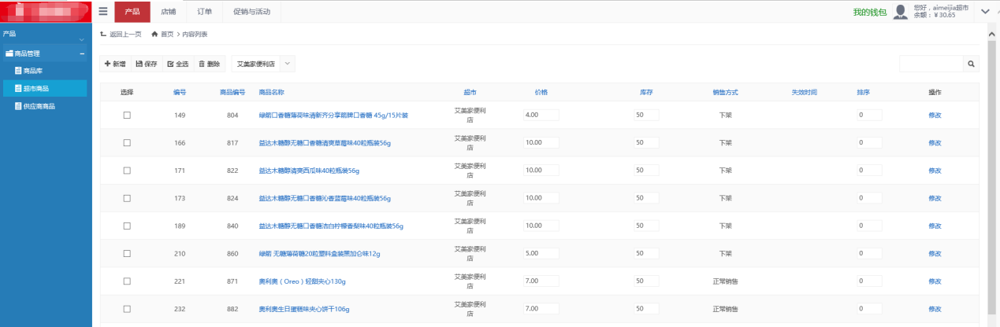 产品 店铺 订单 促销与活动 我的钱包 您好，aimeijia超市
余额：¥30.65
产品
商品管理
商品库
超市商品
供应商商品
返回上一页 首页 > 内容列表
新增 保存 全选 删除 艾美家便利店
选择 编号 商品编号 商品名称 超市 价格 库存 销售方式 失效时间 排序 操作
149 804 绿箭口香糖薄荷味清新齐分享箭牌口香糖 45g/15片装 艾美家便利店 4.00 50 下架 0 修改
166 817 益达木糖醇无糖口香糖清爽草莓味40粒瓶装56g 艾美家便利店 10.00 50 下架 0 修改
171 822 益达木糖醇清爽西瓜味40粒瓶装56g 艾美家便利店 10.00 50 下架 0 修改
173 824 益达木糖醇无糖口香糖沁香蓝莓味40粒瓶装56g 艾美家便利店 10.00 50 下架 0 修改
189 840 益达木糖醇无糖口香糖洁白柠檬香梨味40粒瓶装56g 艾美家便利店 10.00 50 下架 0 修改
210 860 绿箭 无糖薄荷糖20粒塑料盒装黑加仑味12g 艾美家便利店 5.00 50 下架 0 修改
221 871 奥利奥（Oreo）轻甜夹心130g 艾美家便利店 7.00 50 正常销售 0 修改
232 882 奥利奥生日蛋糕味夹心饼干106g 艾美家便利店 7.00 50 正常销售 0 修改